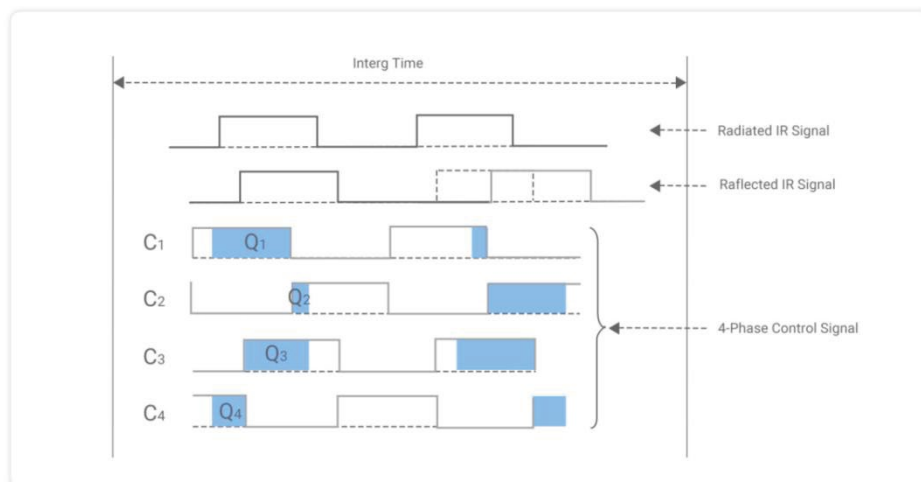 Interg Time
Radiated IR Signal
Raflected IR Signal
C1 Q1
C2 Q2
4-Phase Control Signal
C3 Q3
C4 Q4